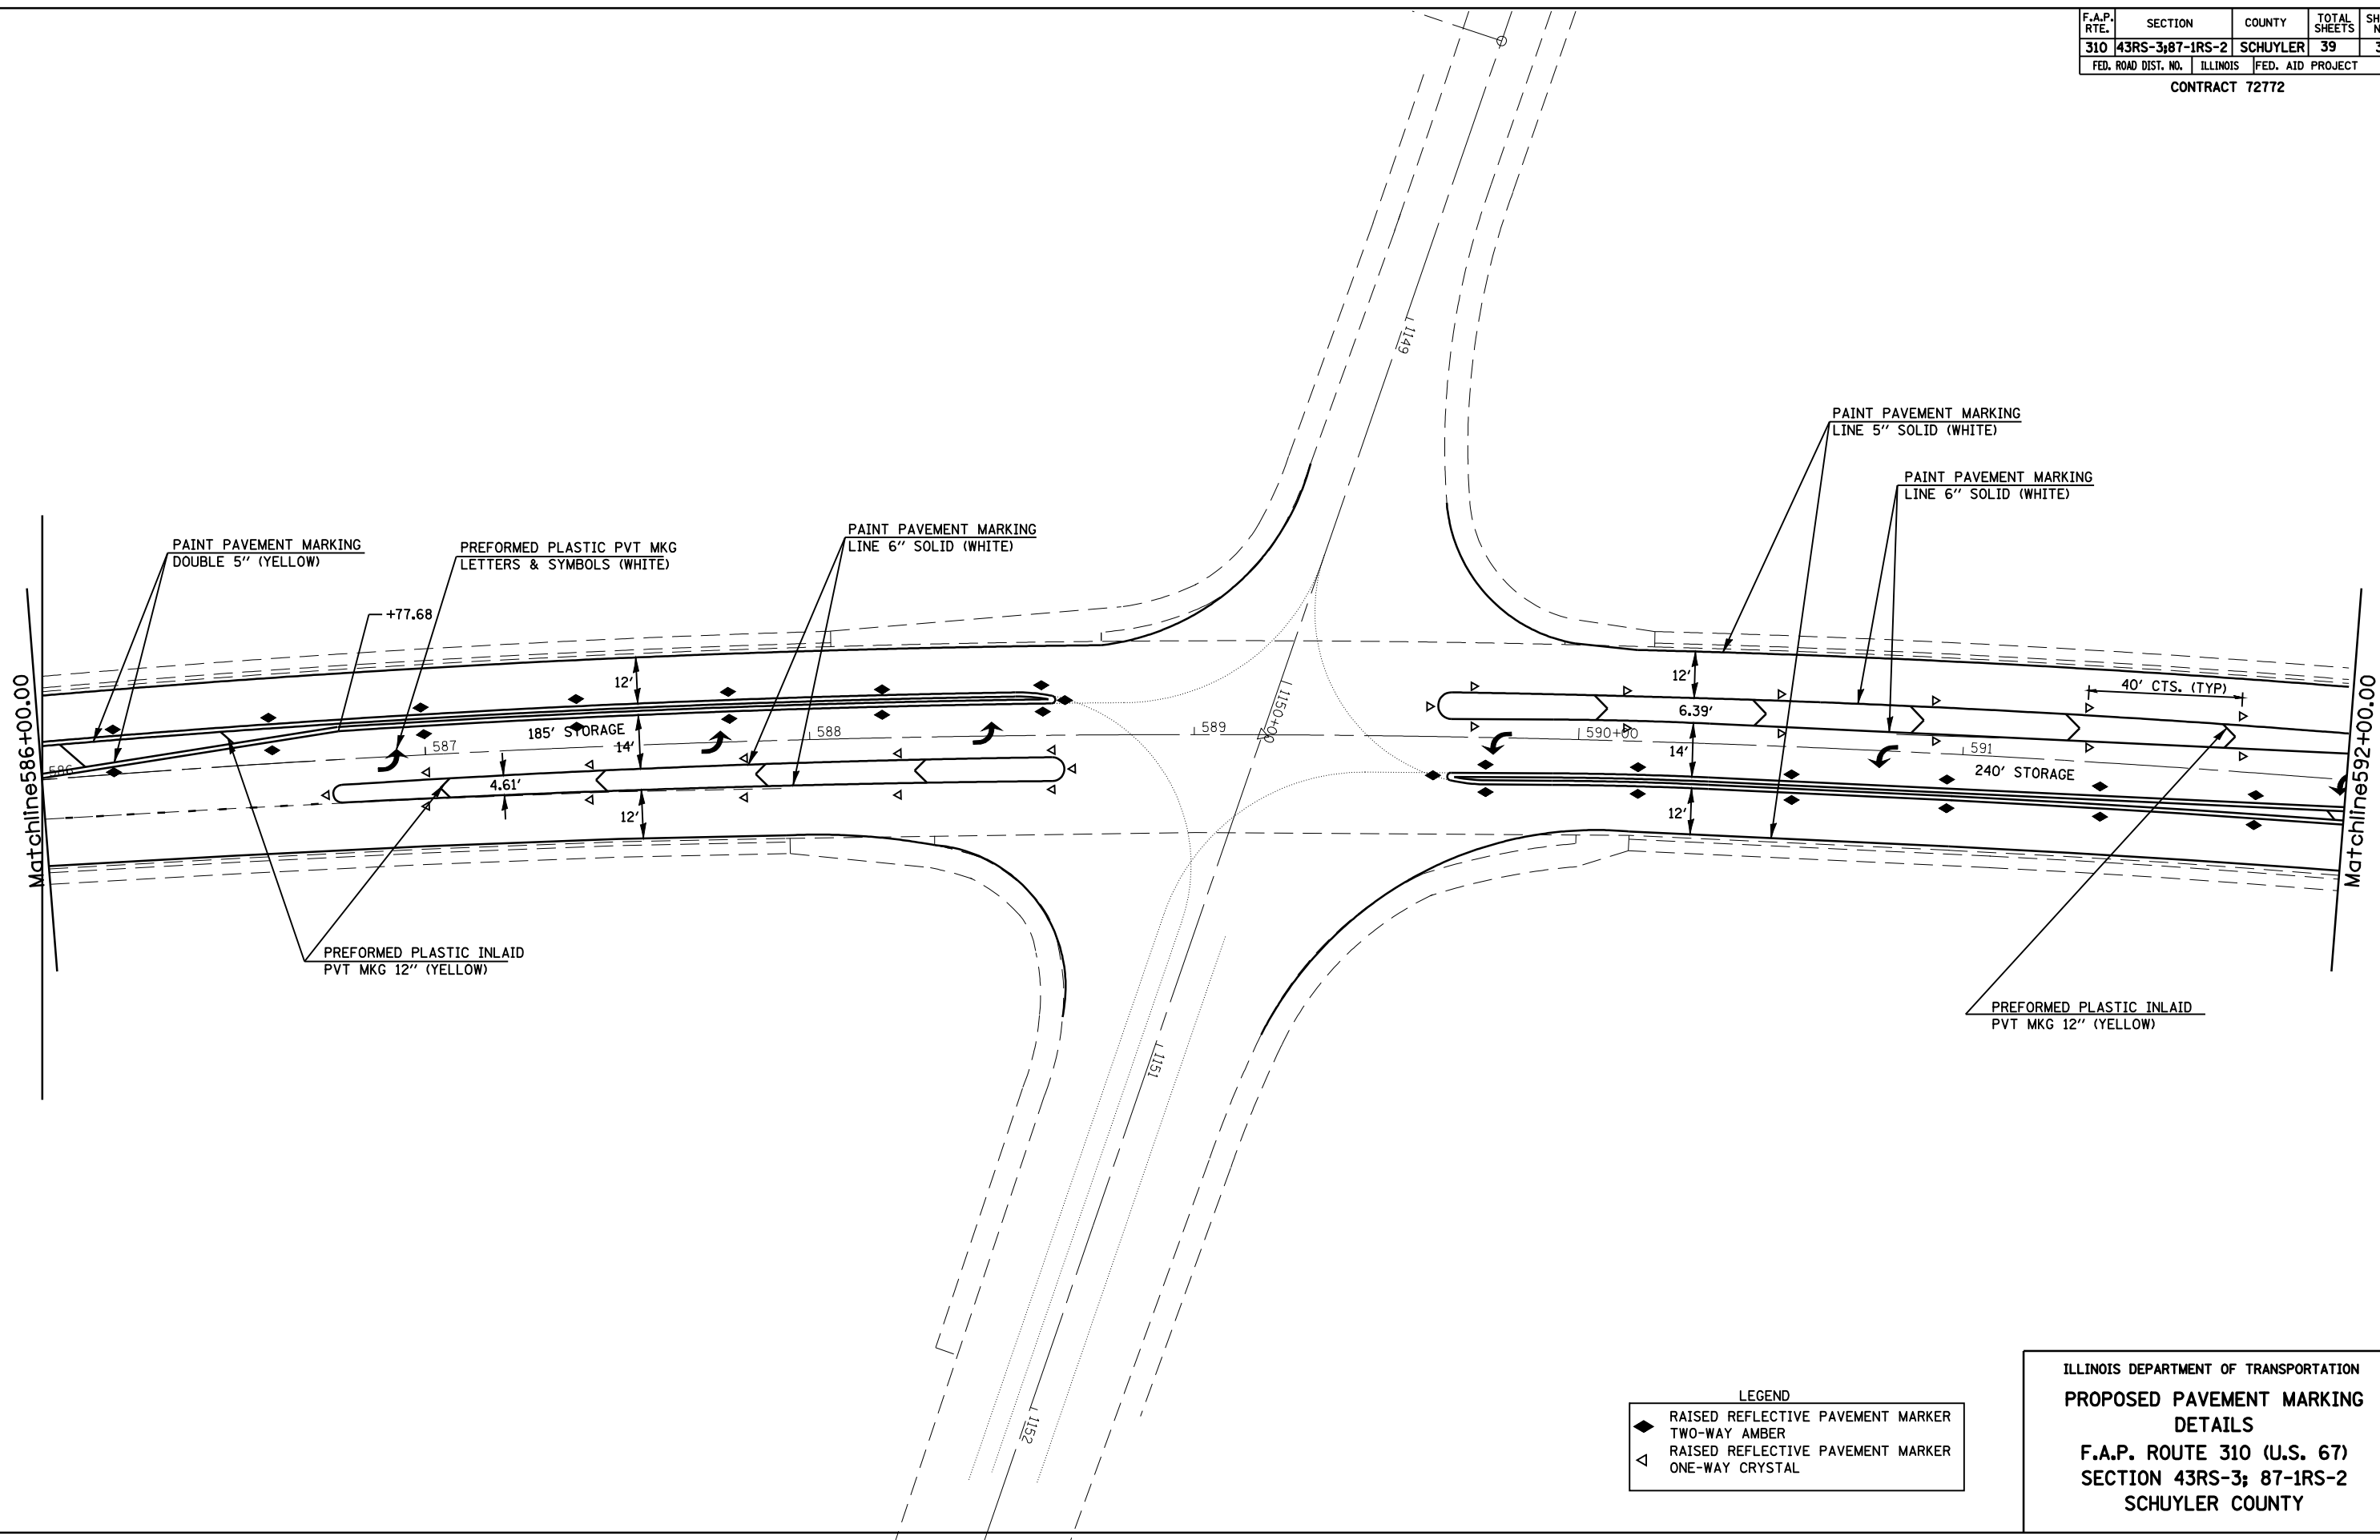 F.A.P. RTE. SECTION COUNTY TOTAL SHEETS
310 43RS-3;87-1RS-2 SCHUYLER 39
FED. ROAD DIST. NO. ILLINOIS FED. AID PROJECT
CONTRACT 72772
1149
PAINT PAVEMENT MARKING
LINE 5" SOLID (WHITE)
PAINT PAVEMENT MARKING
LINE 6" SOLID (WHITE)
PAINT PAVEMENT MARKING
LINE 6" SOLID (WHITE)
PAINT PAVEMENT MARKING
DOUBLE 5" (YELLOW)
PREFORMED PLASTIC PVT MKG
LETTERS & SYMBOLS (WHITE)
+77.68
Matchline586+00.00
Matchline592+00.00
12'
12'
40' CTS. (TYP)
6.39'
185' STORAGE
14'
586
587
588
589
1150+00
590+00
591
14'
240' STORAGE
4.61'
12'
12'
PREFORMED PLASTIC INLAID
PVT MKG 12" (YELLOW)
PREFORMED PLASTIC INLAID
PVT MKG 12" (YELLOW)
1151
1152
LEGEND
RAISED REFLECTIVE PAVEMENT MARKER
TWO-WAY AMBER
RAISED REFLECTIVE PAVEMENT MARKER
ONE-WAY CRYSTAL
ILLINOIS DEPARTMENT OF TRANSPORTATION
PROPOSED PAVEMENT MARKING
DETAILS
F.A.P. ROUTE 310 (U.S. 67)
SECTION 43RS-3; 87-1RS-2
SCHUYLER COUNTY